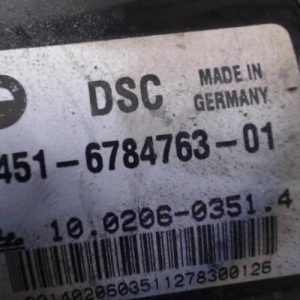 DSC MADE IN
GERMANY
451-6784763-01
10.0206-0351.4